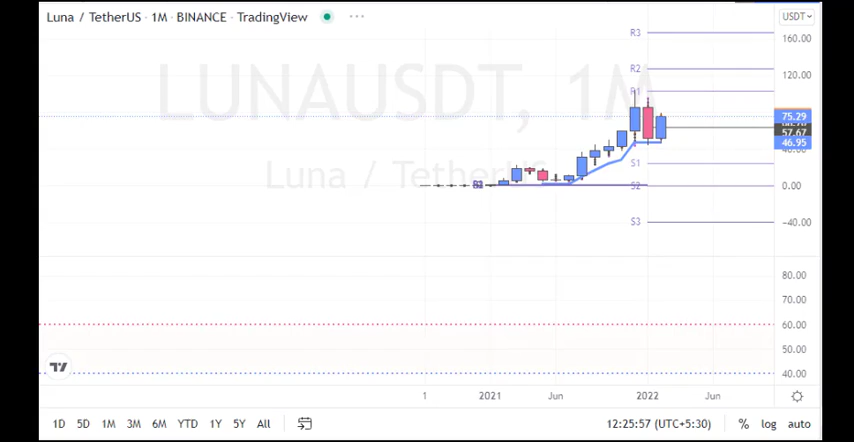 Luna / TetherUS · 1M · BINANCE · TradingView
USDT
LUNAUSDT, 1M
Luna / TetherUS
R3
R2
R1
S1
S2
S3
160.00
120.00
75.29
57.67
46.95
0.00
−40.00
80.00
70.00
60.00
50.00
40.00
1 2021 Jun 2022 Jun
1D 5D 1M 3M 6M YTD 1Y 5Y All 12:25:57 (UTC+5:30) % log auto